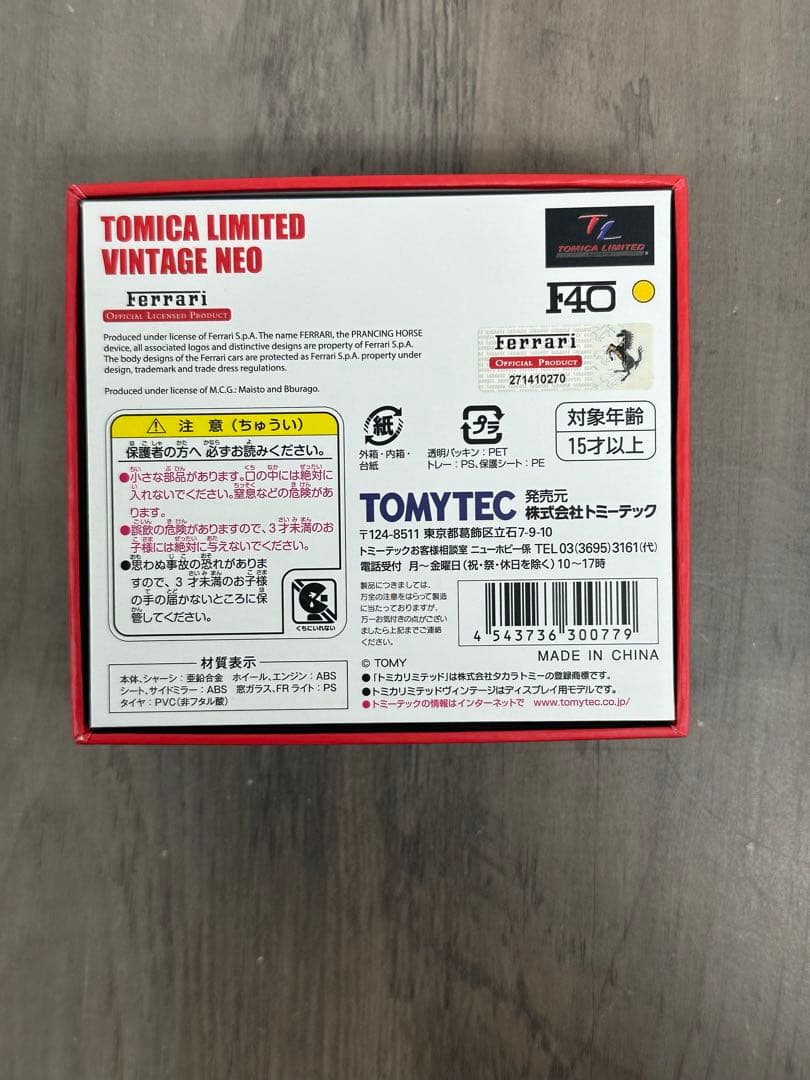 TOMICA LIMITED
VINTAGE NEO
TL
TOMICA LIMITED
Ferrari
OFFICIAL LICENSED PRODUCT
F40
Produced under license of Ferrari S.p.A. The name FERRARI, the PRANCING HORSE
device, all associated logos and distinctive designs are property of Ferrari S.p.A.
The body designs of the Ferrari cars are protected as Ferrari S.p.A. property under
design, trademark and trade dress regulations.
Produced under license of M.C.G.: Maisto and Bburago.
Ferrari
OFFICIAL PRODUCT
271410270
注 意(ちゅうい)
保護者の方へ 必ずお読みください。
●小さな部品があります。口の中には絶対に
入れないでください。窒息などの危険があ
ります。
●誤飲の危険がありますので、3才未満のお
子様には絶対に与えないでください。
●思わぬ事故の恐れがありま
すので、3才未満のお子様
の手の届かないところに保
管してください。
くちにいれない
材質表示
本体、シャーシ:亜鉛合金 ホイール、エンジン:ABS
シート、サイドミラー:ABS 窓ガラス、FRライト:PS
タイヤ:PVC(非フタル酸)
紙
外箱・内箱・
台紙
プラ
透明パッキン:PET
トレー:PS、保護シート:PE
対象年齢
15才以上
TOMYTEC 発売元 株式会社トミーテック
〒124-8511 東京都葛飾区立石7-9-10
トミーテックお客様相談室 ニューホビー係 TEL 03(3695)3161(代)
電話受付 月〜金曜日(祝・祭・休日を除く)10〜17時
製品につきましては、
万全の注意をはらって製造
に当たっておりますが、
万一お気付きの点がござい
ましたら上記までご連絡
ください。
4 543736 300779
MADE IN CHINA
© TOMY
●「トミカリミテッド」は株式会社タカラトミーの登録商標です。
●トミカリミテッドヴィンテージはディスプレイ用モデルです。
●トミーテックの情報はインターネットで www.tomytec.co.jp/